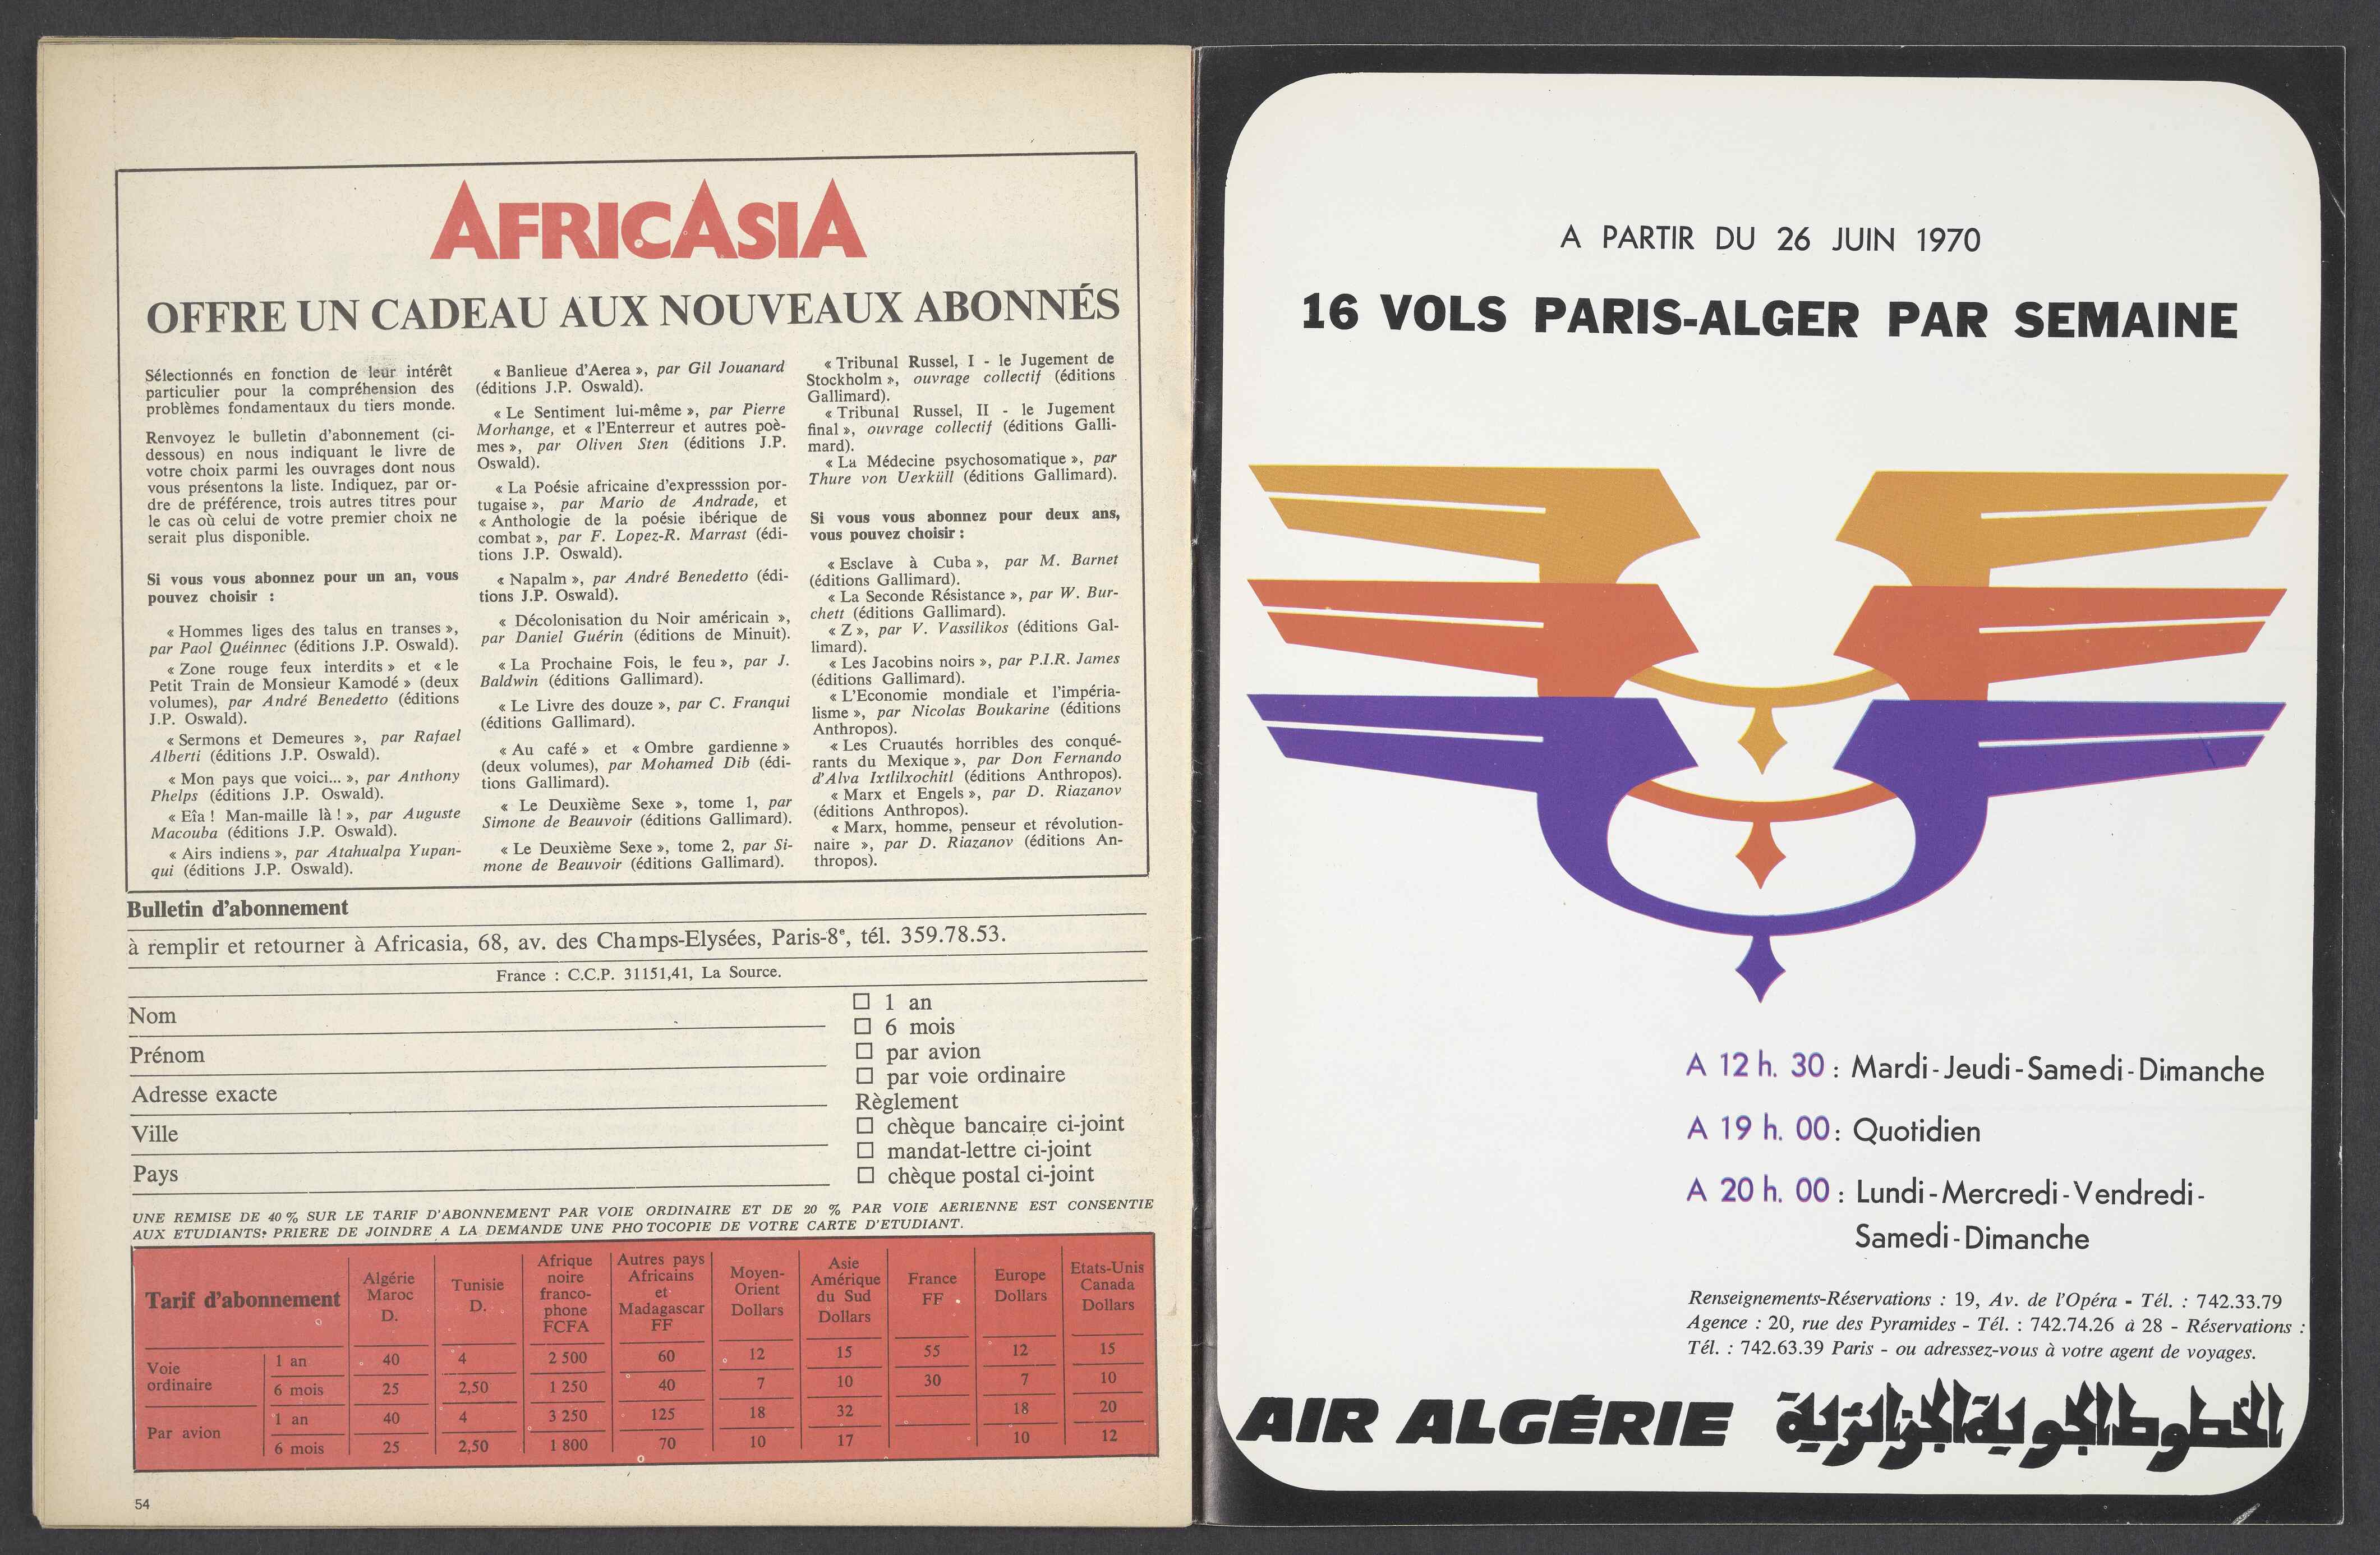 AFRICASIA
OFFRE UN CADEAU AUX NOUVEAUX ABONNÉS
Sélectionnés en fonction de leur intérêt
particulier pour la compréhension des
problèmes fondamentaux du tiers monde.
Renvoyez le bulletin d'abonnement (ci-
dessous) en nous indiquant le livre de
votre choix parmi les ouvrages dont nous
vous présentons la liste. Indiquez, par or-
dre de préférence, trois autres titres pour
le cas où celui de votre premier choix ne
serait plus disponible.
Si vous vous abonnez pour un an, vous
pouvez choisir :
« Hommes liges des talus en transes »,
par Paol Quéinnec (éditions J.P. Oswald).
« Zone rouge feux interdits » et « le
Petit Train de Monsieur Kamodé » (deux
volumes), par André Benedetto (éditions
J.P. Oswald).
« Sermons et Demeures », par Rafael
Alberti (éditions J.P. Oswald).
« Mon pays que voici... », par Anthony
Phelps (éditions J.P. Oswald).
« Eîa ! Man-maille là ! », par Auguste
Macouba (éditions J.P. Oswald).
« Airs indiens », par Atahualpa Yupan-
qui (éditions J.P. Oswald).
« Banlieue d'Aerea », par Gil Jouanard
(éditions J.P. Oswald).
« Le Sentiment lui-même », par Pierre
Morhange, et « l'Enterreur et autres poè-
mes », par Oliven Sten (éditions J.P.
Oswald).
« La Poésie africaine d'expresssion por-
tugaise », par Mario de Andrade, et
« Anthologie de la poésie ibérique de
combat », par F. Lopez-R. Marrast (édi-
tions J.P. Oswald).
« Napalm », par André Benedetto (édi-
tions J.P. Oswald).
« Décolonisation du Noir américain »,
par Daniel Guérin (éditions de Minuit).
« La Prochaine Fois, le feu », par J.
Baldwin (éditions Gallimard).
« Le Livre des douze », par C. Franqui
(éditions Gallimard).
« Au café » et « Ombre gardienne »
(deux volumes), par Mohamed Dib (édi-
tions Gallimard).
« Le Deuxième Sexe », tome 1, par
Simone de Beauvoir (éditions Gallimard).
« Le Deuxième Sexe », tome 2, par Si-
mone de Beauvoir (éditions Gallimard).
« Tribunal Russel, I - le Jugement de
Stockholm », ouvrage collectif (éditions
Gallimard).
« Tribunal Russel, II - le Jugement
final », ouvrage collectif (éditions Galli-
mard).
« La Médecine psychosomatique », par
Thure von Uexküll (éditions Gallimard).
Si vous vous abonnez pour deux ans,
vous pouvez choisir :
« Esclave à Cuba », par M. Barnet
(éditions Gallimard).
« La Seconde Résistance », par W. Bur-
chett (éditions Gallimard).
« Z », par V. Vassilikos (éditions Gal-
limard).
« Les Jacobins noirs », par P.I.R. James
(éditions Gallimard).
« L'Economie mondiale et l'impéria-
lisme », par Nicolas Boukarine (éditions
Anthropos).
« Les Cruautés horribles des conqué-
rants du Mexique », par Don Fernando
d'Alva Ixtlilxochitl (éditions Anthropos).
« Marx et Engels », par D. Riazanov
(éditions Anthropos).
« Marx, homme, penseur et révolution-
naire », par D. Riazanov (éditions An-
thropos).
Bulletin d'abonnement
à remplir et retourner à Africasia, 68, av. des Champs-Elysées, Paris-8e, tél. 359.78.53.
France : C.C.P. 31151,41, La Source.
Nom
Prénom
Adresse exacte
Ville
Pays
☐ 1 an
☐ 6 mois
☐ par avion
☐ par voie ordinaire
Règlement
☐ chèque bancaire ci-joint
☐ mandat-lettre ci-joint
☐ chèque postal ci-joint
UNE REMISE DE 40 % SUR LE TARIF D'ABONNEMENT PAR VOIE ORDINAIRE ET DE 20 % PAR VOIE AERIENNE EST CONSENTIE
AUX ETUDIANTS. PRIERE DE JOINDRE A LA DEMANDE UNE PHOTOCOPIE DE VOTRE CARTE D'ETUDIANT.
Tarif d'abonnement
Algérie
Maroc
D.
Tunisie
D.
Afrique
noire
franco-
phone
FCFA
Autres pays
Africains
et
Madagascar
FF
Moyen-
Orient
Dollars
Asie
Amérique
du Sud
Dollars
France
FF
Europe
Dollars
Etats-Unis
Canada
Dollars
Voie
ordinaire
1 an 40 4 2 500 60 12 15 55 12 15
6 mois 25 2,50 1 250 40 7 10 30 7 10
Par avion
1 an 40 4 3 250 125 18 32 18 20
6 mois 25 2,50 1 800 70 10 17 10 12
54
A PARTIR DU 26 JUIN 1970
16 VOLS PARIS-ALGER PAR SEMAINE
A 12 h. 30 : Mardi - Jeudi - Samedi - Dimanche
A 19 h. 00 : Quotidien
A 20 h. 00 : Lundi - Mercredi - Vendredi -
Samedi - Dimanche
Renseignements-Réservations : 19, Av. de l'Opéra - Tél. : 742.33.79
Agence : 20, rue des Pyramides - Tél. : 742.74.26 à 28 - Réservations :
Tél. : 742.63.39 Paris - ou adressez-vous à votre agent de voyages.
AIR ALGÉRIE الخطوط الجوية الجزائرية